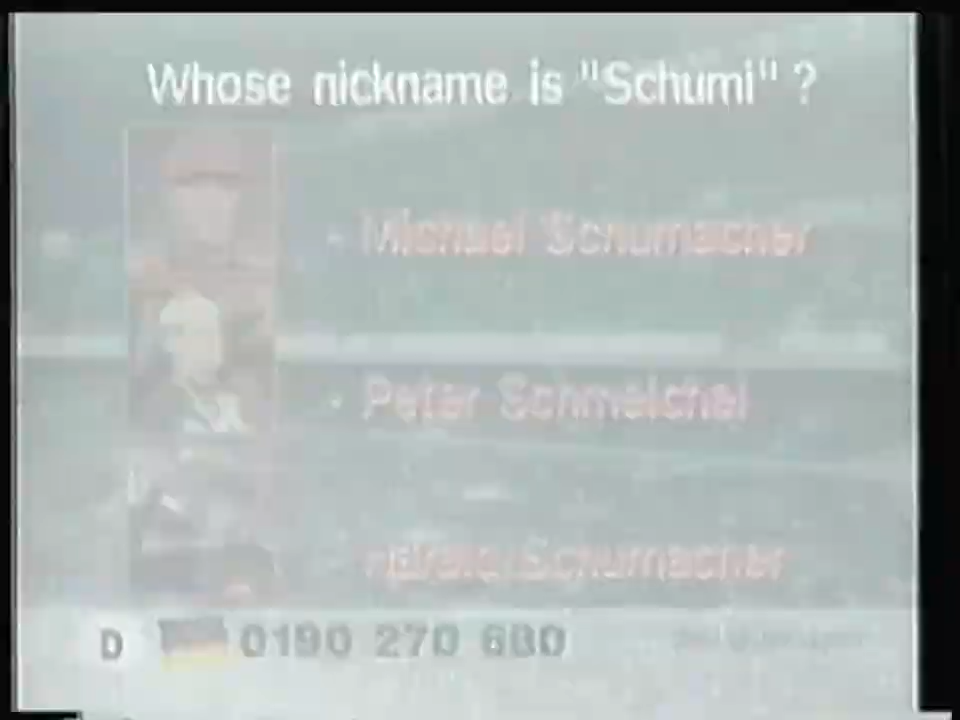 Whose nickname is "Schumi" ?
- Michael Schumacher
- Peter Schmeichel
- Schumacher
D 0190 270 680